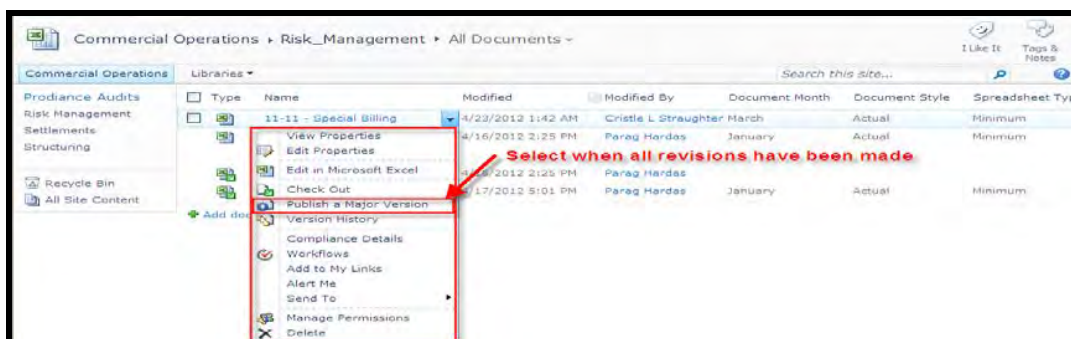 Commercial Operations ▸ Risk_Management ▸ All Documents
I Like It
Tags & Notes
Commercial Operations Libraries Search this site...
Prodiance Audits
Risk Management
Settlements
Structuring
Recycle Bin
All Site Content
Type Name Modified Modified By Document Month Document Style Spreadsheet Ty
11-11 - Special Billing 4/23/2012 1:42 AM Cristle L Straughter March Actual Minimum
4/16/2012 2:25 PM Parag Hardas January Actual Minimum
2012 2:25 PM Parag Hardas
17/2012 5:01 PM Parag Hardas January Actual Minimum
Add doc
View Properties
Edit Properties
Edit in Microsoft Excel
Check Out
Publish a Major Version
Version History
Compliance Details
Workflows
Add to My Links
Alert Me
Send To
Manage Permissions
Delete
Select when all revisions have been made